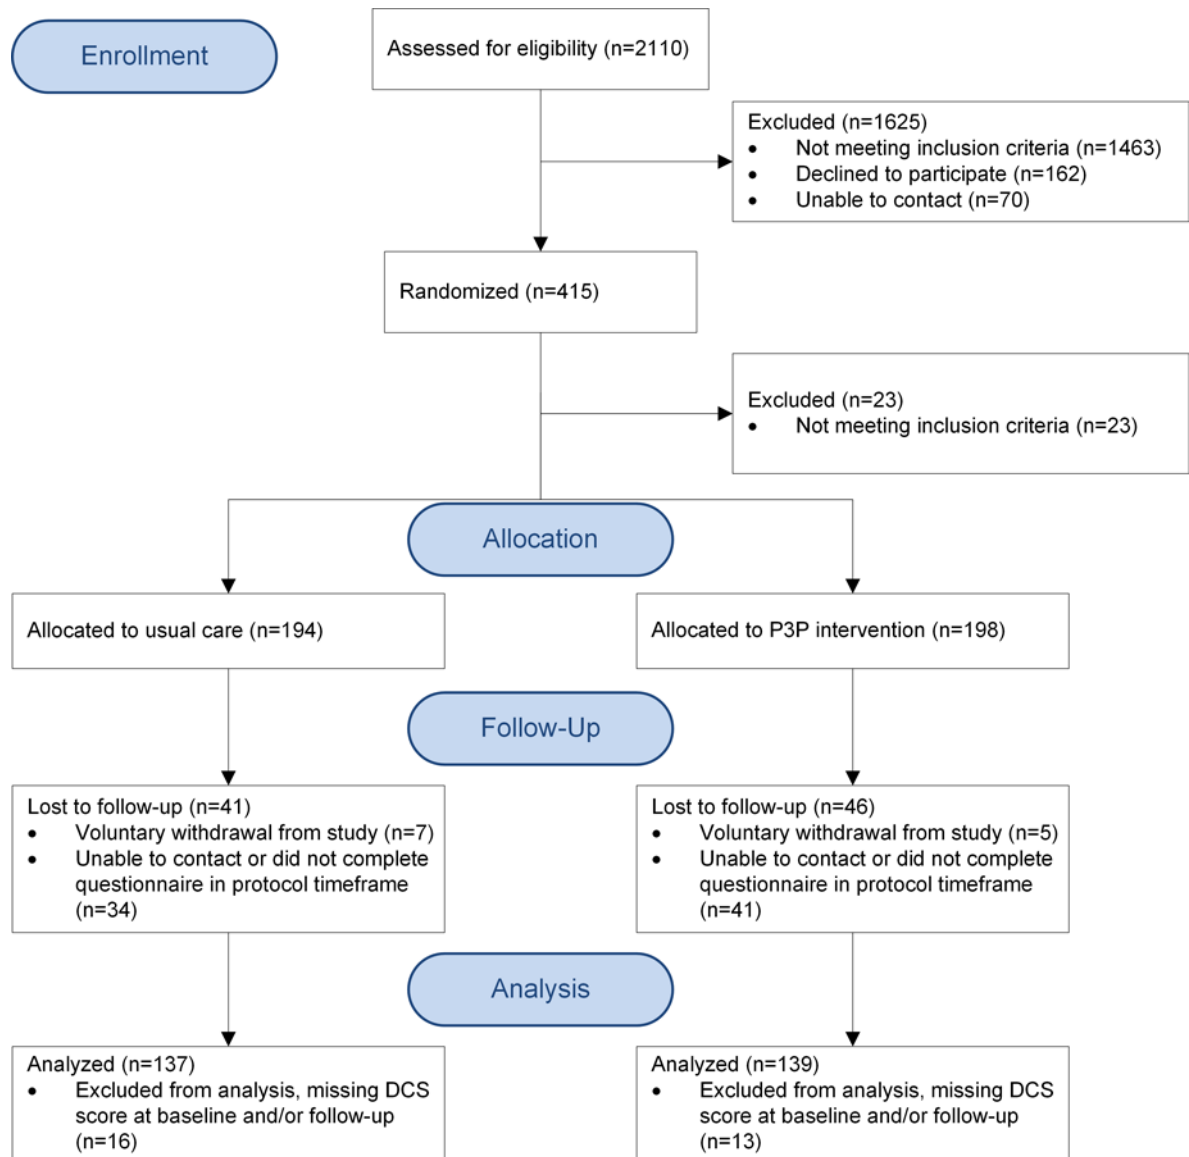 Enrollment
Assessed for eligibility (n=2110)
Excluded (n=1625)
• Not meeting inclusion criteria (n=1463)
• Declined to participate (n=162)
• Unable to contact (n=70)
Randomized (n=415)
Excluded (n=23)
• Not meeting inclusion criteria (n=23)
Allocation
Allocated to usual care (n=194)
Allocated to P3P intervention (n=198)
Follow-Up
Lost to follow-up (n=41)
• Voluntary withdrawal from study (n=7)
• Unable to contact or did not complete
questionnaire in protocol timeframe
(n=34)
Lost to follow-up (n=46)
• Voluntary withdrawal from study (n=5)
• Unable to contact or did not complete
questionnaire in protocol timeframe
(n=41)
Analysis
Analyzed (n=137)
• Excluded from analysis, missing DCS
score at baseline and/or follow-up
(n=16)
Analyzed (n=139)
• Excluded from analysis, missing DCS
score at baseline and/or follow-up
(n=13)